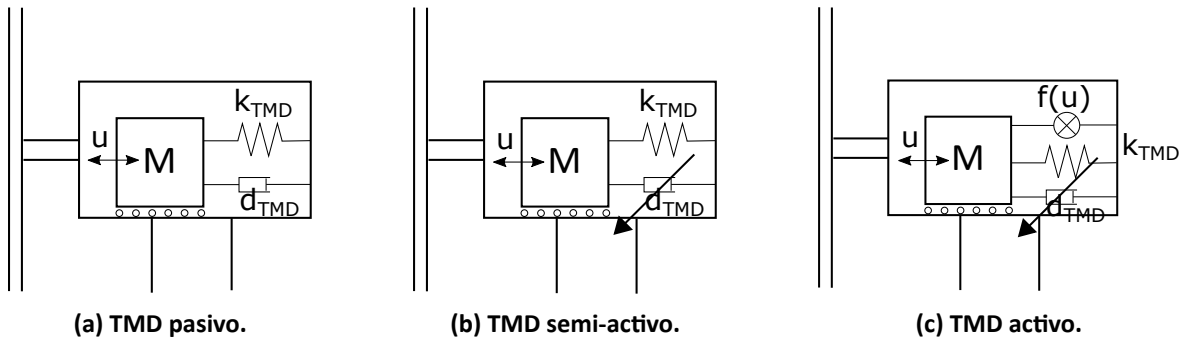 k_TMD
u
M
d_TMD
(a) TMD pasivo.
k_TMD
u
M
d_TMD
(b) TMD semi-activo.
f(u)
u
M
k_TMD
d_TMD
(c) TMD activo.